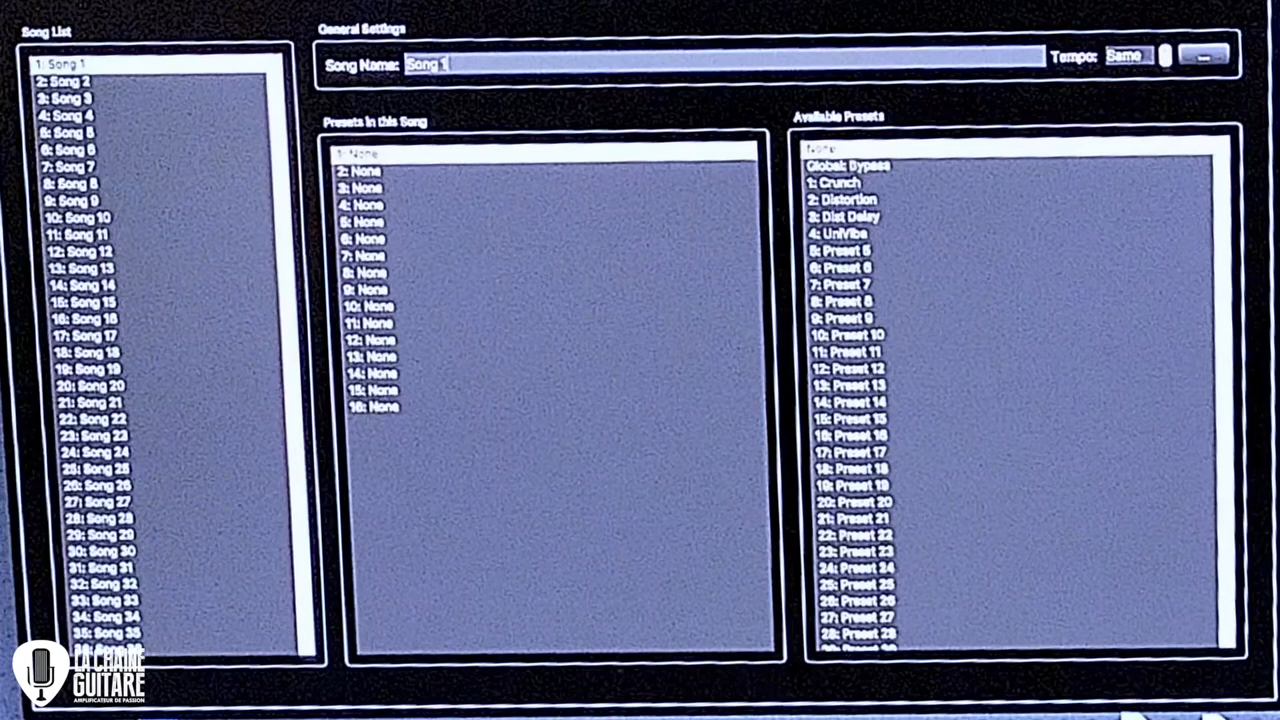 Song List
1: Song 1
2: Song 2
3: Song 3
4: Song 4
5: Song 5
6: Song 6
7: Song 7
8: Song 8
9: Song 9
10: Song 10
11: Song 11
12: Song 12
13: Song 13
14: Song 14
15: Song 15
16: Song 16
17: Song 17
18: Song 18
19: Song 19
20: Song 20
21: Song 21
22: Song 22
23: Song 23
24: Song 24
25: Song 25
26: Song 26
27: Song 27
28: Song 28
29: Song 29
30: Song 30
31: Song 31
32: Song 32
33: Song 33
34: Song 34
35: Song 35
General Settings
Song Name: Song 1 Tempo: Same ...
Presets in this Song
1: None
2: None
3: None
4: None
5: None
6: None
7: None
8: None
9: None
10: None
11: None
12: None
13: None
14: None
15: None
16: None
Available Presets
None
Global: Bypass
1: Crunch
2: Distortion
3: Dist Delay
4: UniVibe
5: Preset 5
6: Preset 6
7: Preset 7
8: Preset 8
9: Preset 9
10: Preset 10
11: Preset 11
12: Preset 12
13: Preset 13
14: Preset 14
15: Preset 15
16: Preset 16
17: Preset 17
18: Preset 18
19: Preset 19
20: Preset 20
21: Preset 21
22: Preset 22
23: Preset 23
24: Preset 24
25: Preset 25
26: Preset 26
27: Preset 27
28: Preset 28
LA CHAINE
GUITARE
AMPLIFICATEUR DE PASSION